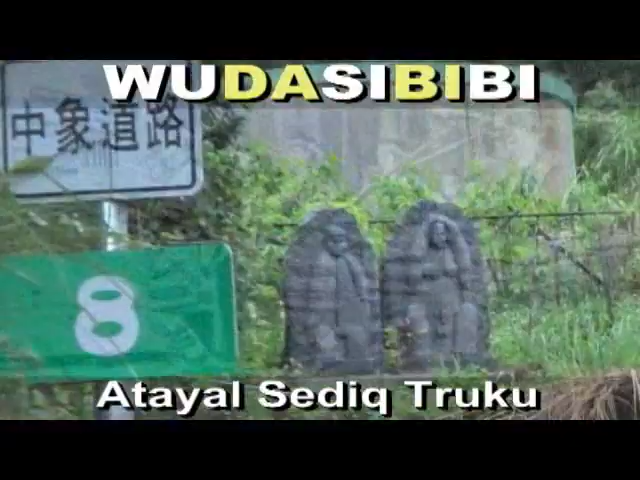 WUDASIBIBI
中象道路
8
Atayal Sediq Truku